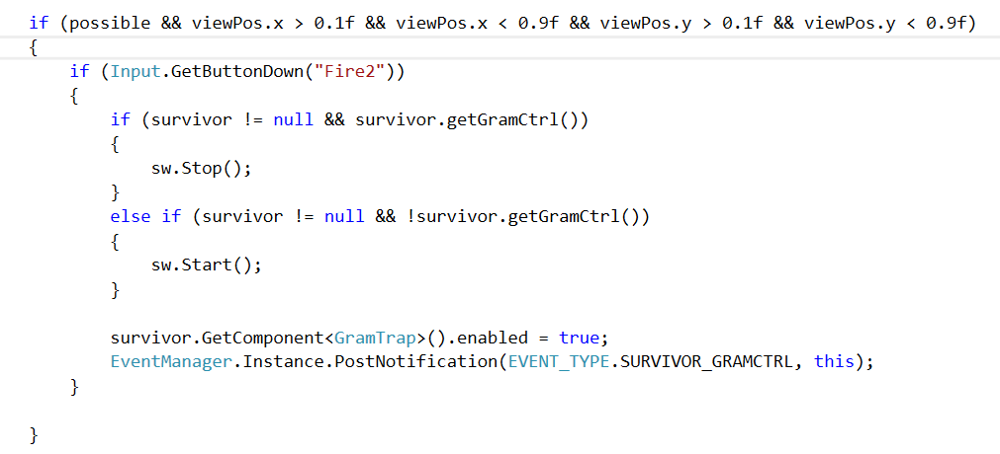 if (possible && viewPos.x > 0.1f && viewPos.x < 0.9f && viewPos.y > 0.1f && viewPos.y < 0.9f)
{
    if (Input.GetButtonDown("Fire2"))
    {
        if (survivor != null && survivor.getGramCtrl())
        {
            sw.Stop();
        }
        else if (survivor != null && !survivor.getGramCtrl())
        {
            sw.Start();
        }

        survivor.GetComponent<GramTrap>().enabled = true;
        EventManager.Instance.PostNotification(EVENT_TYPE.SURVIVOR_GRAMCTRL, this);
    }

}